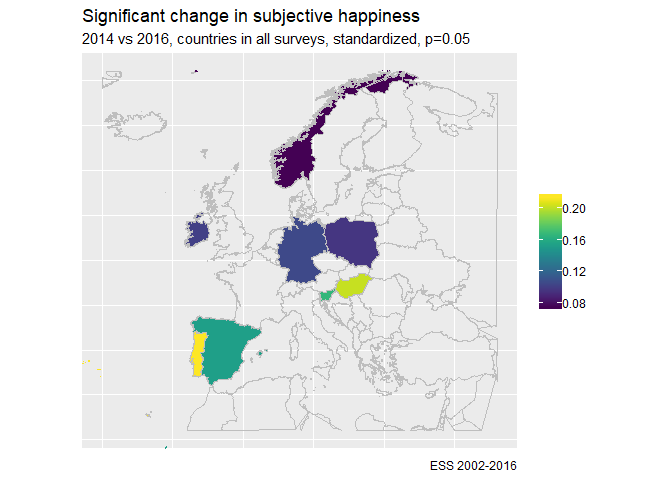 Significant change in subjective happiness
2014 vs 2016, countries in all surveys, standardized, p=0.05
0.20
0.16
0.12
0.08
ESS 2002-2016